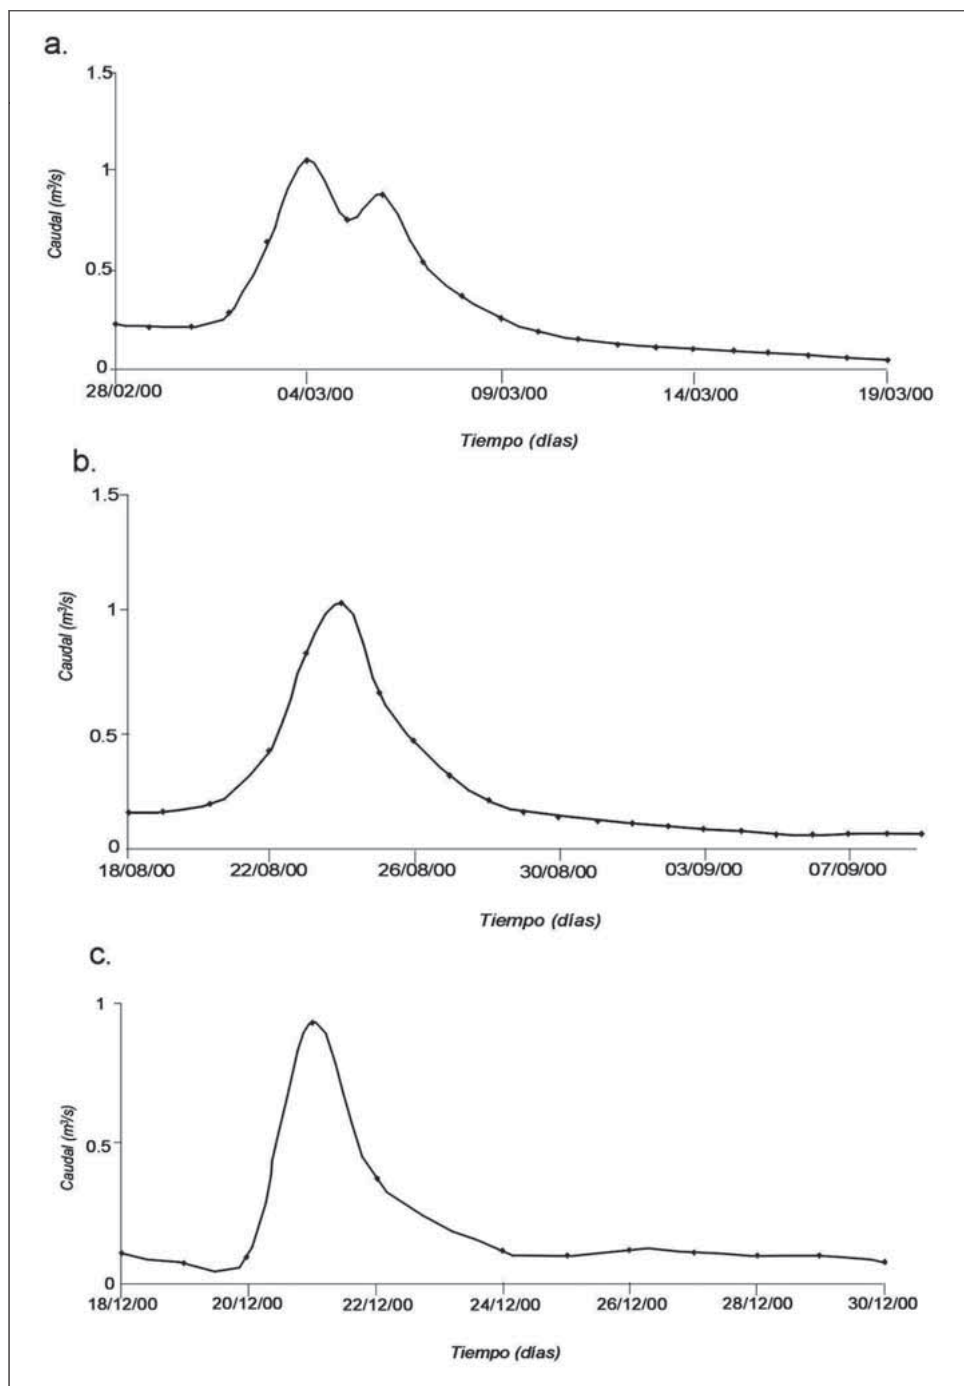 a.
1.5
1
0.5
0
Caudal (m³/s)
28/02/00 04/03/00 09/03/00 14/03/00 19/03/00
Tiempo (días)
b.
1.5
1
0.5
0
Caudal (m³/s)
18/08/00 22/08/00 26/08/00 30/08/00 03/09/00 07/09/00
Tiempo (días)
c.
1
0.5
0
Caudal (m³/s)
18/12/00 20/12/00 22/12/00 24/12/00 26/12/00 28/12/00 30/12/00
Tiempo (días)